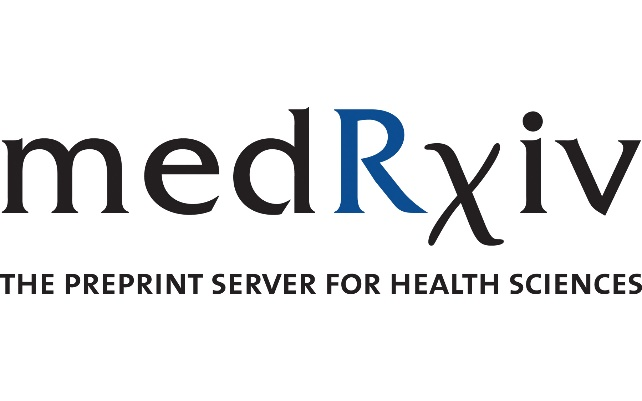 medRχiv
THE PREPRINT SERVER FOR HEALTH SCIENCES